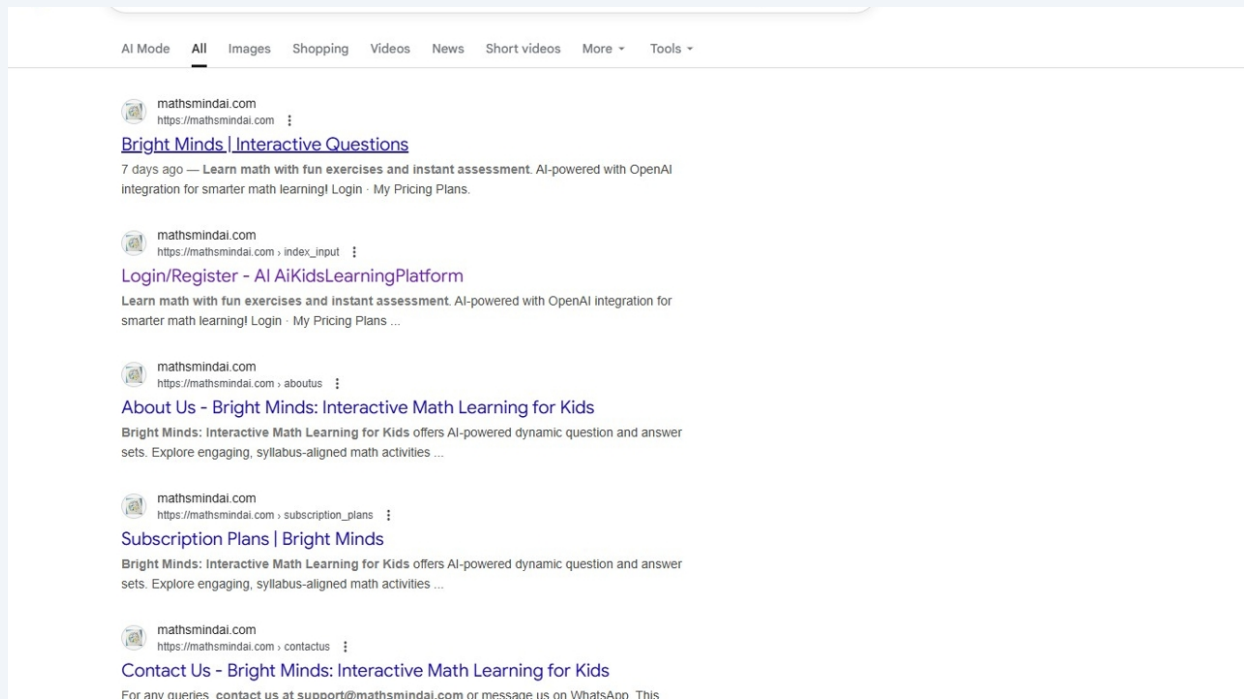 AI Mode All Images Shopping Videos News Short videos More Tools
mathsmindai.com
https://mathsmindai.com
Bright Minds | Interactive Questions
7 days ago — Learn math with fun exercises and instant assessment. AI-powered with OpenAI
integration for smarter math learning! Login · My Pricing Plans.
mathsmindai.com
https://mathsmindai.com › index_input
Login/Register - AI AiKidsLearningPlatform
Learn math with fun exercises and instant assessment. AI-powered with OpenAI integration for
smarter math learning! Login · My Pricing Plans ...
mathsmindai.com
https://mathsmindai.com › aboutus
About Us - Bright Minds: Interactive Math Learning for Kids
Bright Minds: Interactive Math Learning for Kids offers AI-powered dynamic question and answer
sets. Explore engaging, syllabus-aligned math activities ...
mathsmindai.com
https://mathsmindai.com › subscription_plans
Subscription Plans | Bright Minds
Bright Minds: Interactive Math Learning for Kids offers AI-powered dynamic question and answer
sets. Explore engaging, syllabus-aligned math activities ...
mathsmindai.com
https://mathsmindai.com › contactus
Contact Us - Bright Minds: Interactive Math Learning for Kids
For any queries, contact us at support@mathsmindai.com or message us on WhatsApp. This